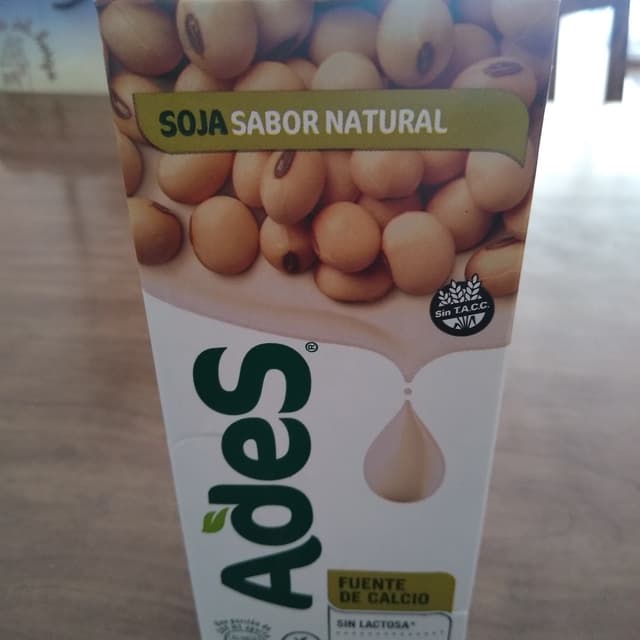 SOJA SABOR NATURAL
Sin T.A.C.C.
AdeS®
FUENTE
DE CALCIO
SIN LACTOSA*